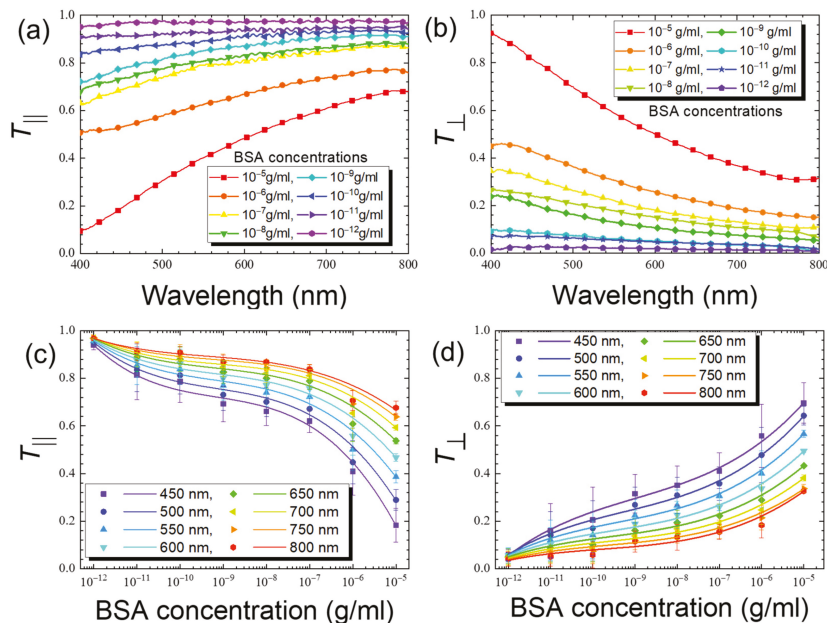 (a)
1.0
0.8
0.6
0.4
0.2
0.0
T∥
BSA concentrations
10⁻⁵g/ml, 10⁻⁹g/ml
10⁻⁶g/ml, 10⁻¹⁰g/ml
10⁻⁷g/ml, 10⁻¹¹g/ml
10⁻⁸g/ml, 10⁻¹²g/ml
400 500 600 700 800
Wavelength (nm)
(b)
1.0
0.8
0.6
0.4
0.2
0.0
T⊥
10⁻⁵ g/ml, 10⁻⁹ g/ml
10⁻⁶ g/ml, 10⁻¹⁰ g/ml
10⁻⁷ g/ml, 10⁻¹¹ g/ml
10⁻⁸ g/ml, 10⁻¹² g/ml
BSA concentrations
400 500 600 700 800
Wavelength (nm)
(c)
1.0
0.8
0.6
0.4
0.2
0.0
T∥
450 nm, 650 nm
500 nm, 700 nm
550 nm, 750 nm
600 nm, 800 nm
10⁻¹² 10⁻¹¹ 10⁻¹⁰ 10⁻⁹ 10⁻⁸ 10⁻⁷ 10⁻⁶ 10⁻⁵
BSA concentration (g/ml)
(d)
1.0
0.8
0.6
0.4
0.2
0.0
T⊥
450 nm, 650 nm
500 nm, 700 nm
550 nm, 750 nm
600 nm, 800 nm
10⁻¹² 10⁻¹¹ 10⁻¹⁰ 10⁻⁹ 10⁻⁸ 10⁻⁷ 10⁻⁶ 10⁻⁵
BSA concentration (g/ml)